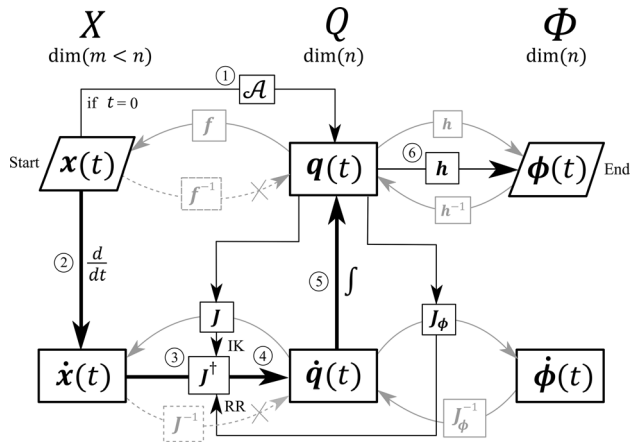 X Q Φ
dim(m < n) dim(n) dim(n)
① 𝒜
if t=0
f h
Start x(t) q(t) ⑥ h ϕ(t) End
f⁻¹ h⁻¹
② d/dt ⑤ ∫
J J_ϕ
IK
ẋ(t) ③ J† ④ q̇(t) ϕ̇(t)
RR
J⁻¹ J_ϕ⁻¹